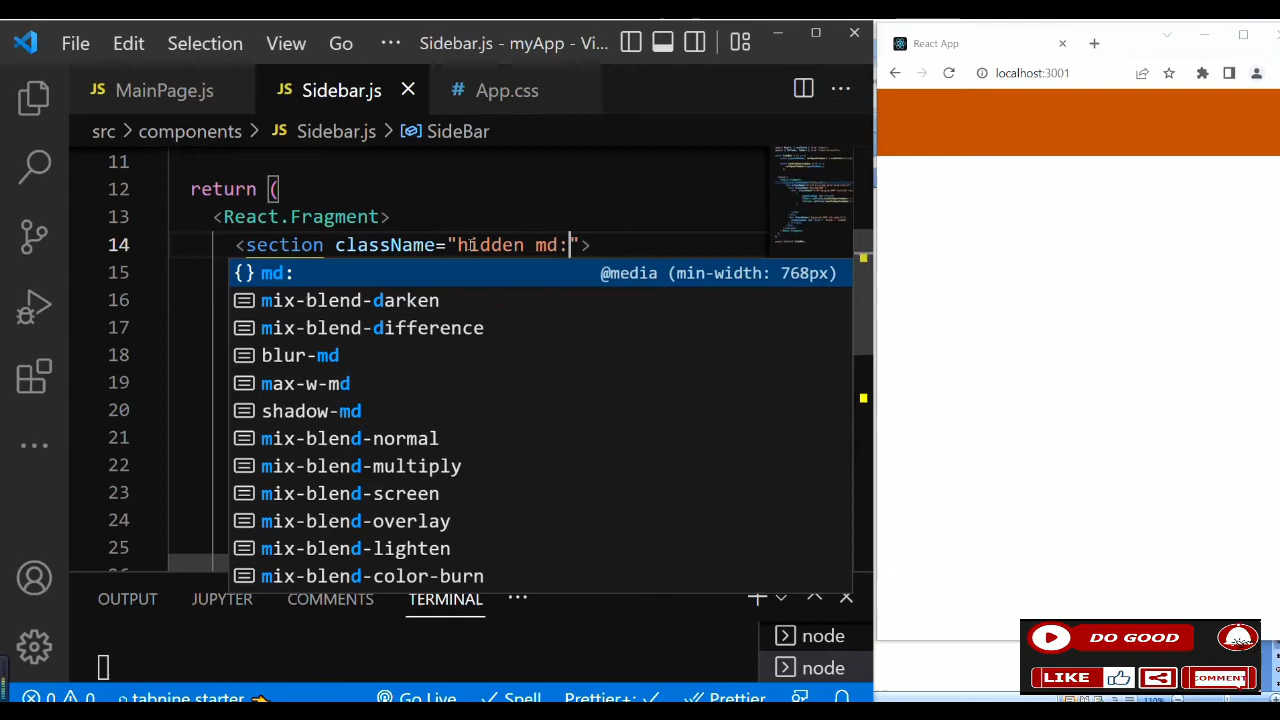 File Edit Selection View Go ··· Sidebar.js - myApp - Vi...
JS MainPage.js JS Sidebar.js # App.css ···
src > components > JS Sidebar.js > SideBar
11
12 return (
13 <React.Fragment>
14 <section className="hidden md:">
15 {} md: @media (min-width: 768px)
16 mix-blend-darken
17 mix-blend-difference
18 blur-md
19 max-w-md
20 shadow-md
21 mix-blend-normal
22 mix-blend-multiply
23 mix-blend-screen
24 mix-blend-overlay
25 mix-blend-lighten
mix-blend-color-burn
OUTPUT JUPYTER COMMENTS TERMINAL ···
node
node
0 0 tabnine starter Go Spell Prettier+ Prettier
React App
localhost:3001
DO GOOD
LIKE COMMENT
110%